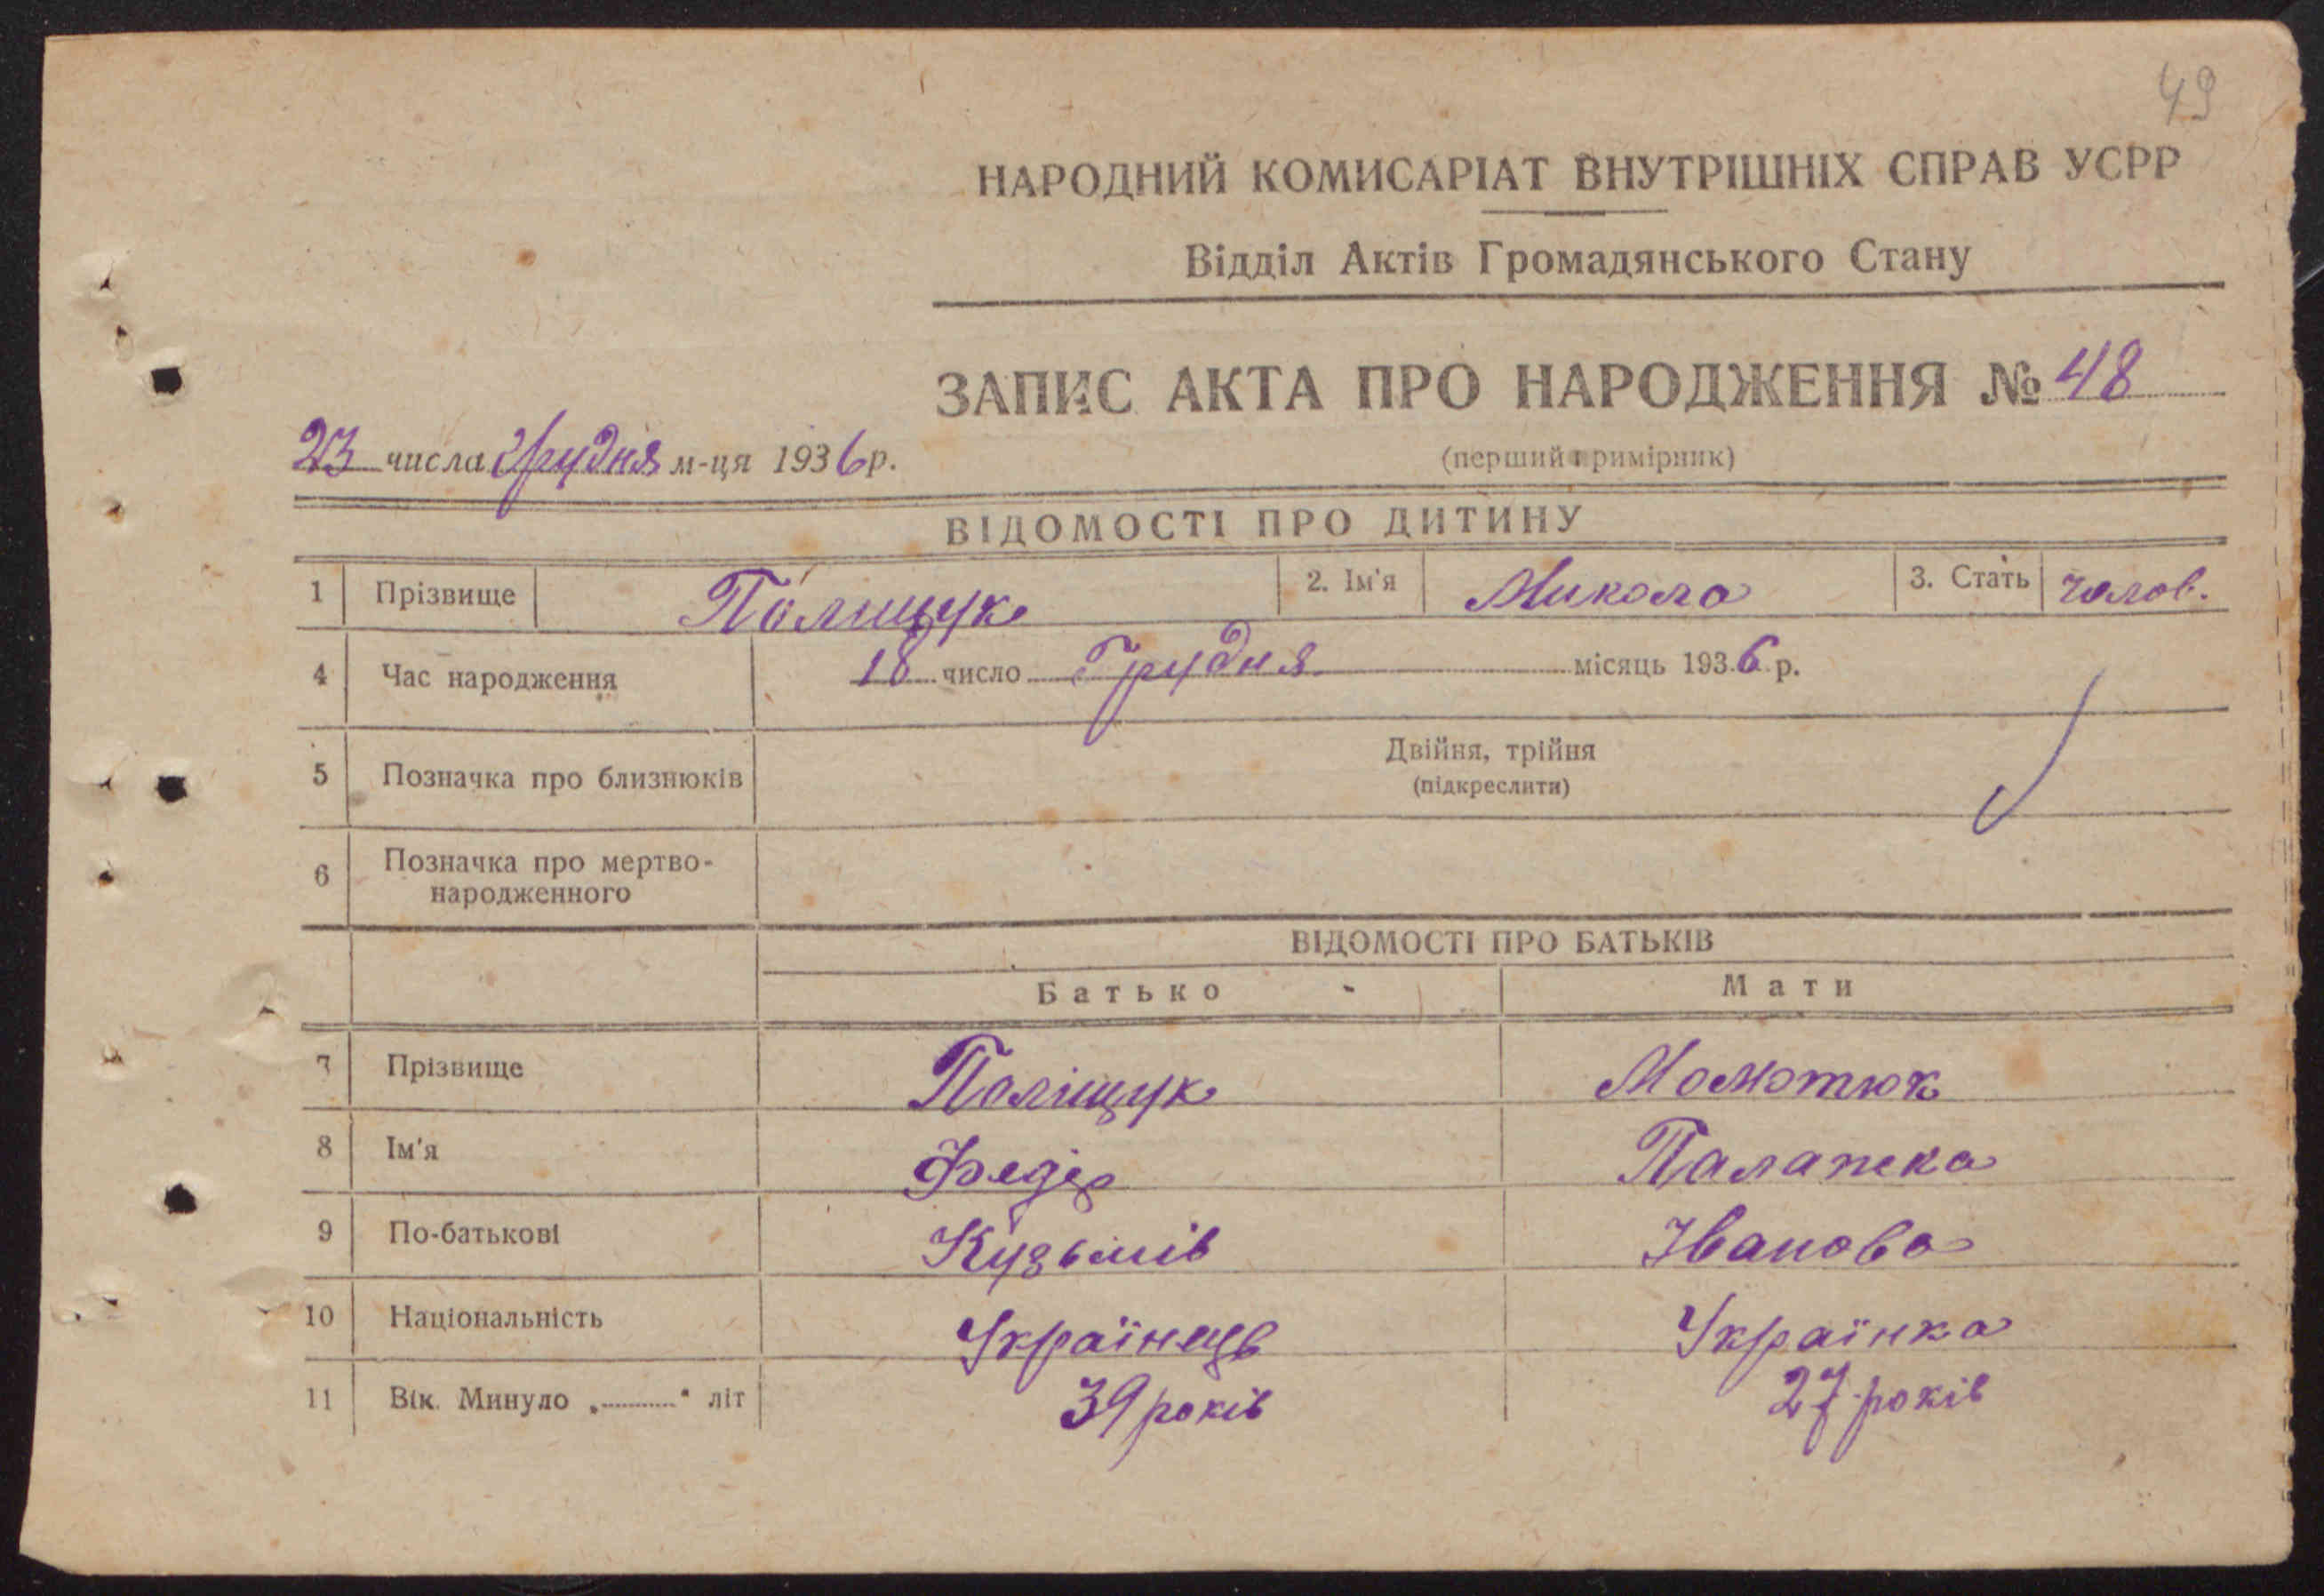 49
НАРОДНИЙ КОМИСАРІАТ ВНУТРІШНІХ СПРАВ УСРР
Відділ Актів Громадянського Стану
ЗАПИС АКТА ПРО НАРОДЖЕННЯ № 48
23 числа грудня м-ця 1936 р.
(перший примірник)
ВІДОМОСТІ ПРО ДИТИНУ
1 Прізвище Поліщук 2. Ім'я Микола 3. Стать чолов.
4 Час народження 18 число Грудня місяць 1936 р.
5 Позначка про близнюків Двійня, трійня
(підкреслити)
6 Позначка про мертво-
народженного
ВІДОМОСТІ ПРО БАТЬКІВ
Батько Мати
7 Прізвище Поліщук Момотюк
8 Ім'я Федір Палажка
9 По-батькові Кузьмів Іванова
10 Національність Українець Українка
11 Вік. Минуло „ “ літ 39 років 27 років